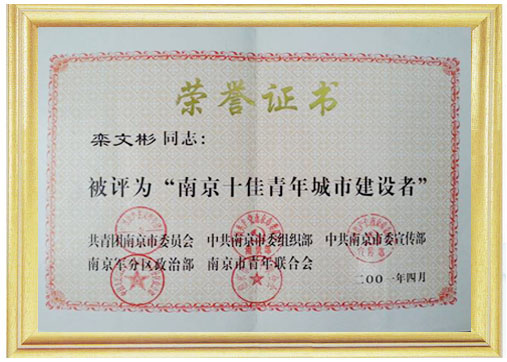 荣誉证书
栾文彬同志：
被评为“南京十佳青年城市建设者”
共青团南京市委员会 中共南京市委组织部 中共南京市委宣传部
南京军分区政治部 南京市青年联合会
二00一年四月